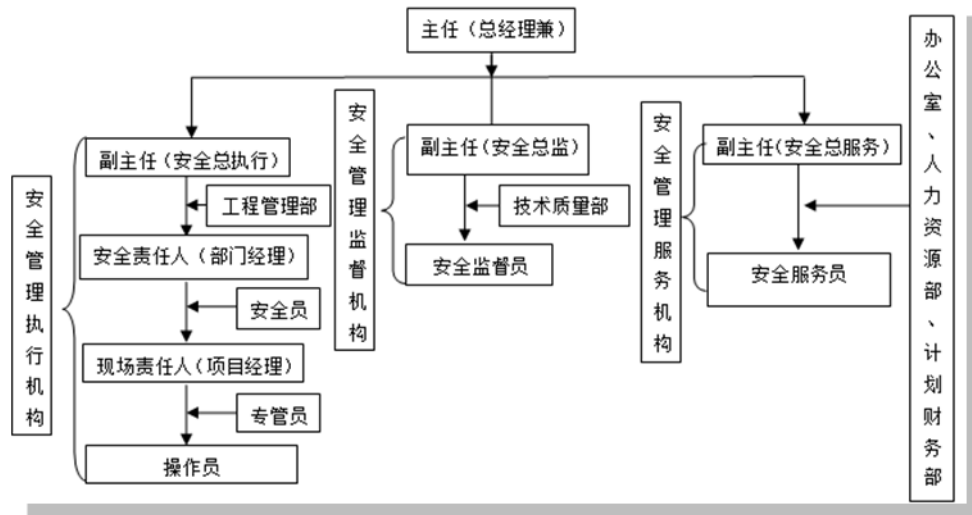 主任（总经理兼）
安全管理执行机构
副主任（安全总执行）
工程管理部
安全责任人（部门经理）
安全员
现场责任人（项目经理）
专管员
操作员
安全管理监督机构
副主任（安全总监）
技术质量部
安全监督员
安全管理服务机构
副主任（安全总服务）
安全服务员
办公室、人力资源部、计划财务部